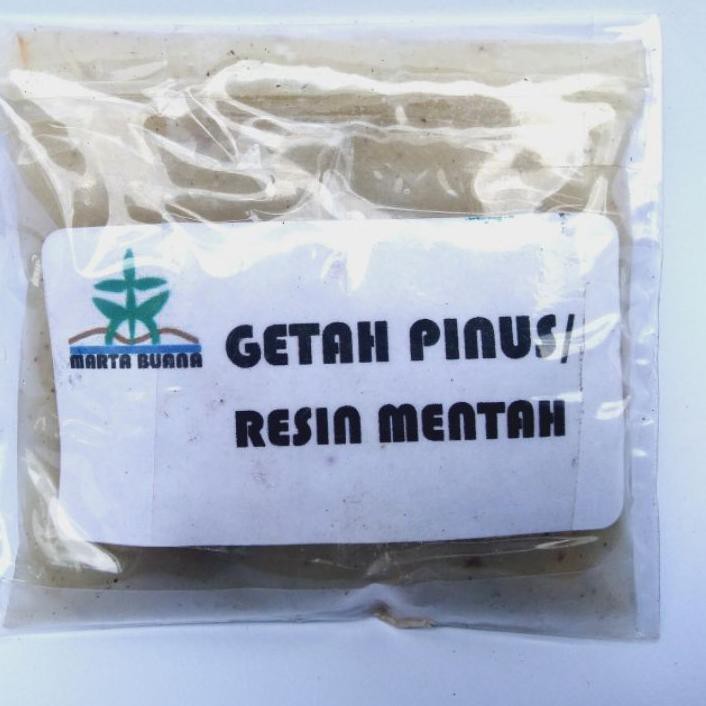 MARTA BUANA
GETAH PINUS/
RESIN MENTAH